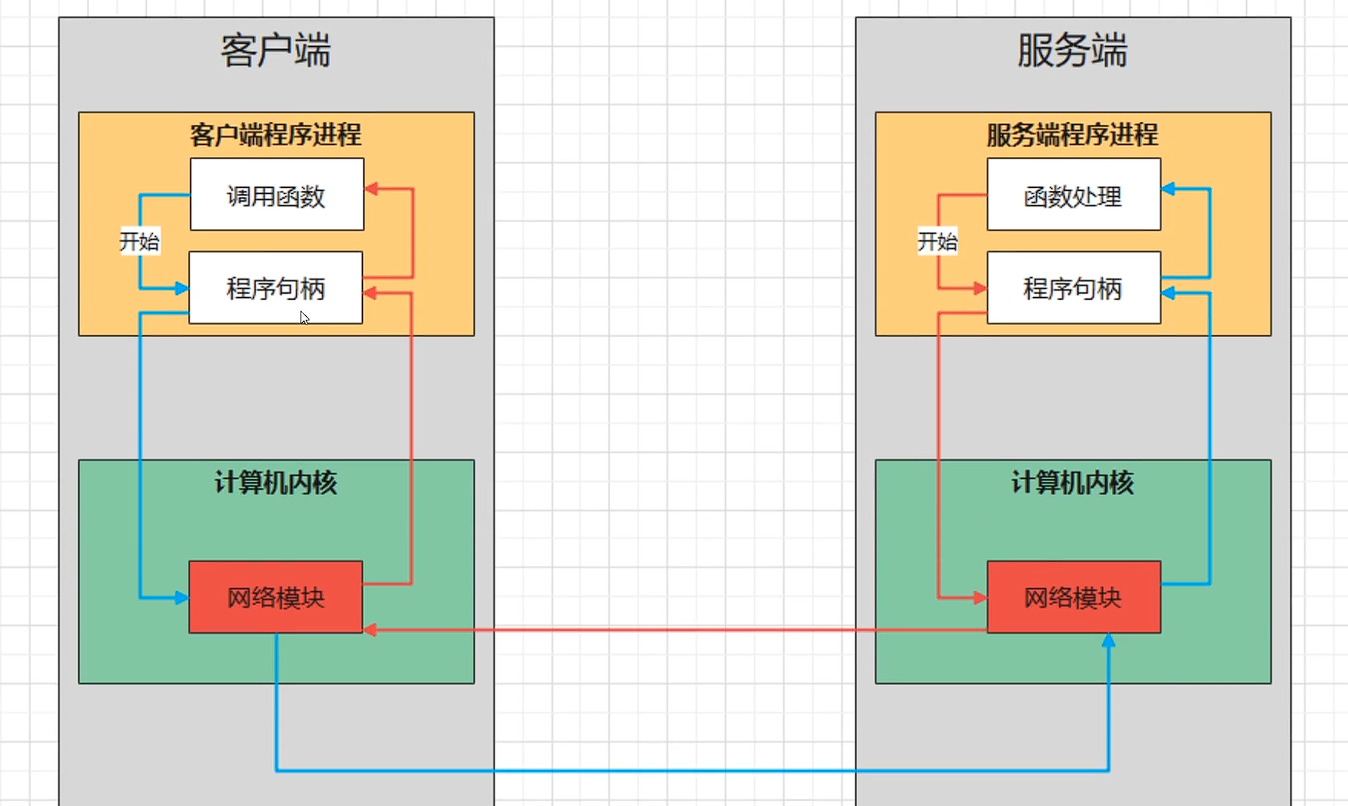 客户端
客户端程序进程
调用函数
开始
程序句柄
计算机内核
网络模块
服务端
服务端程序进程
函数处理
开始
程序句柄
计算机内核
网络模块